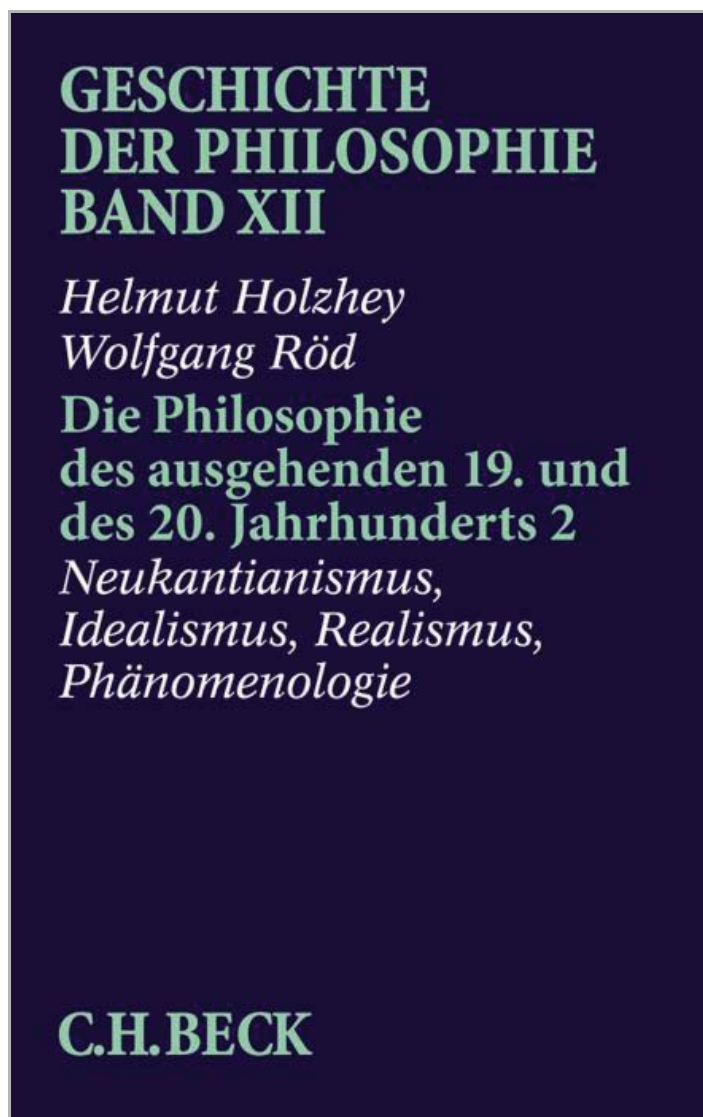 GESCHICHTE
DER PHILOSOPHIE
BAND XII
Helmut Holzhey
Wolfgang Röd
Die Philosophie
des ausgehenden 19. und
des 20. Jahrhunderts 2
Neukantianismus,
Idealismus, Realismus,
Phänomenologie
C.H.BECK